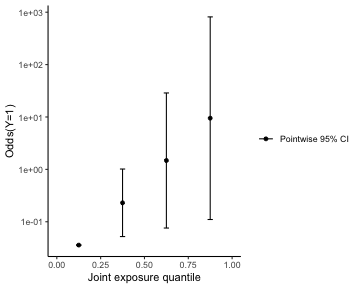 1e+03
1e+02
1e+01
1e+00
1e-01
Odds(Y=1)
0.00 0.25 0.50 0.75 1.00
Joint exposure quantile
Pointwise 95% CI